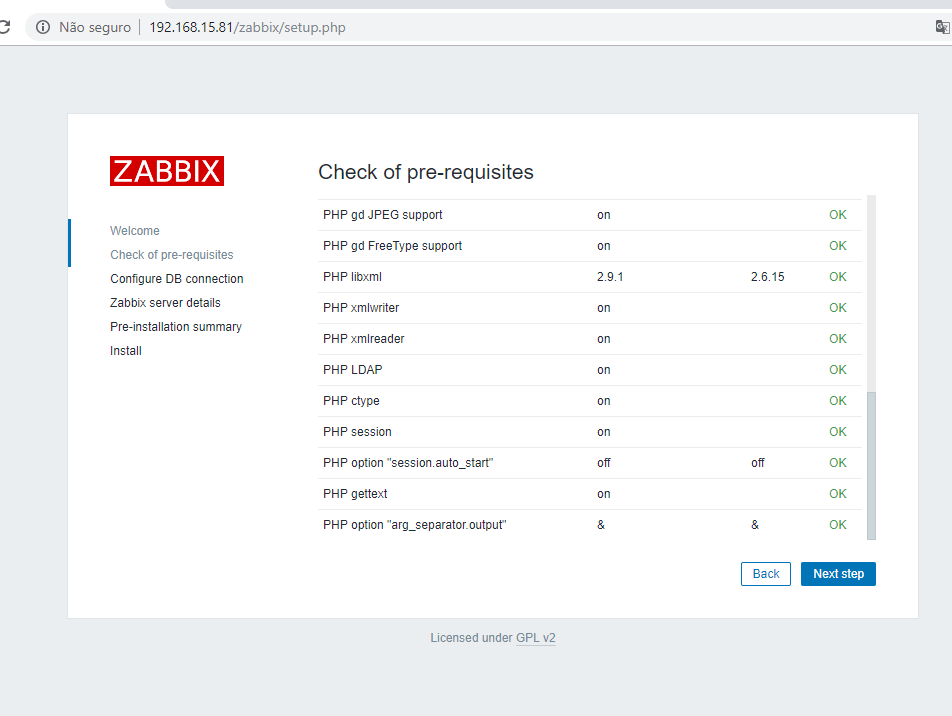 Não seguro 192.168.15.81/zabbix/setup.php
ZABBIX
Welcome
Check of pre-requisites
Configure DB connection
Zabbix server details
Pre-installation summary
Install
Check of pre-requisites
PHP gd JPEG support on OK
PHP gd FreeType support on OK
PHP libxml 2.9.1 2.6.15 OK
PHP xmlwriter on OK
PHP xmlreader on OK
PHP LDAP on OK
PHP ctype on OK
PHP session on OK
PHP option "session.auto_start" off off OK
PHP gettext on OK
PHP option "arg_separator.output" & & OK
Back Next step
Licensed under GPL v2